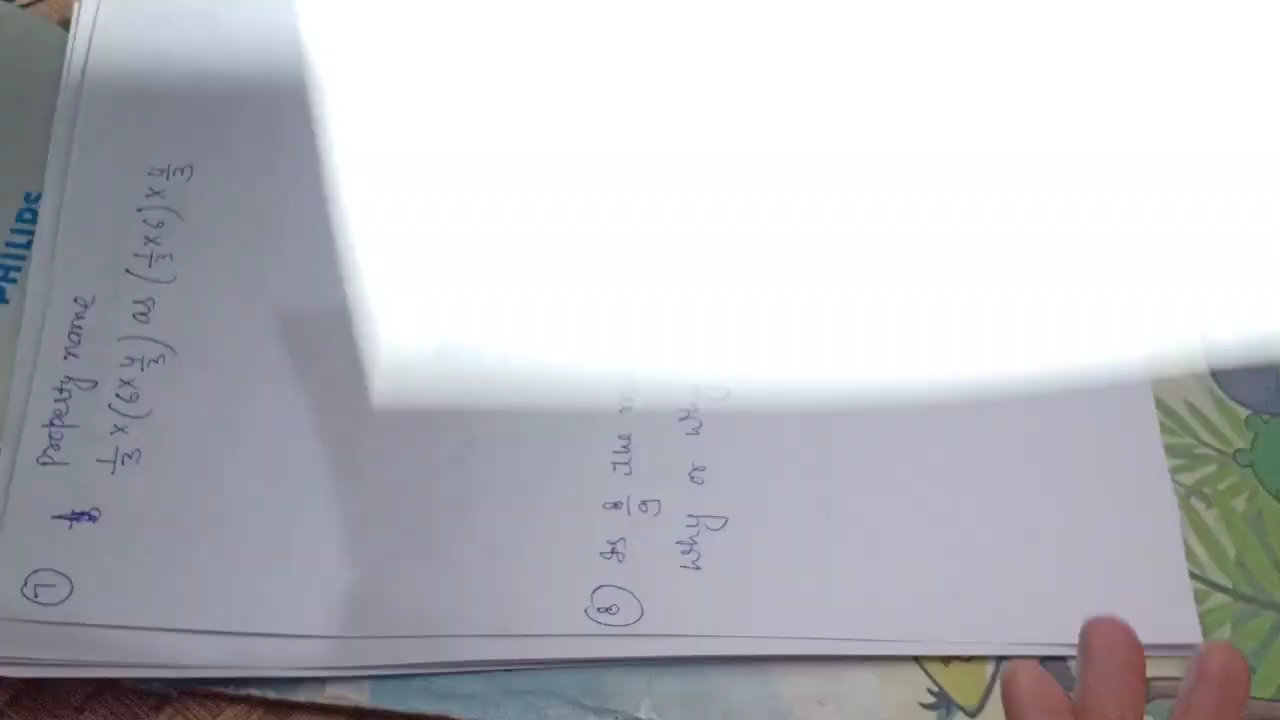 PHILIPS
7 Property name
1/3 × (6 × 4/3) as (1/3 × 6) × 4/3
8 Is 8/9 the
Why or why